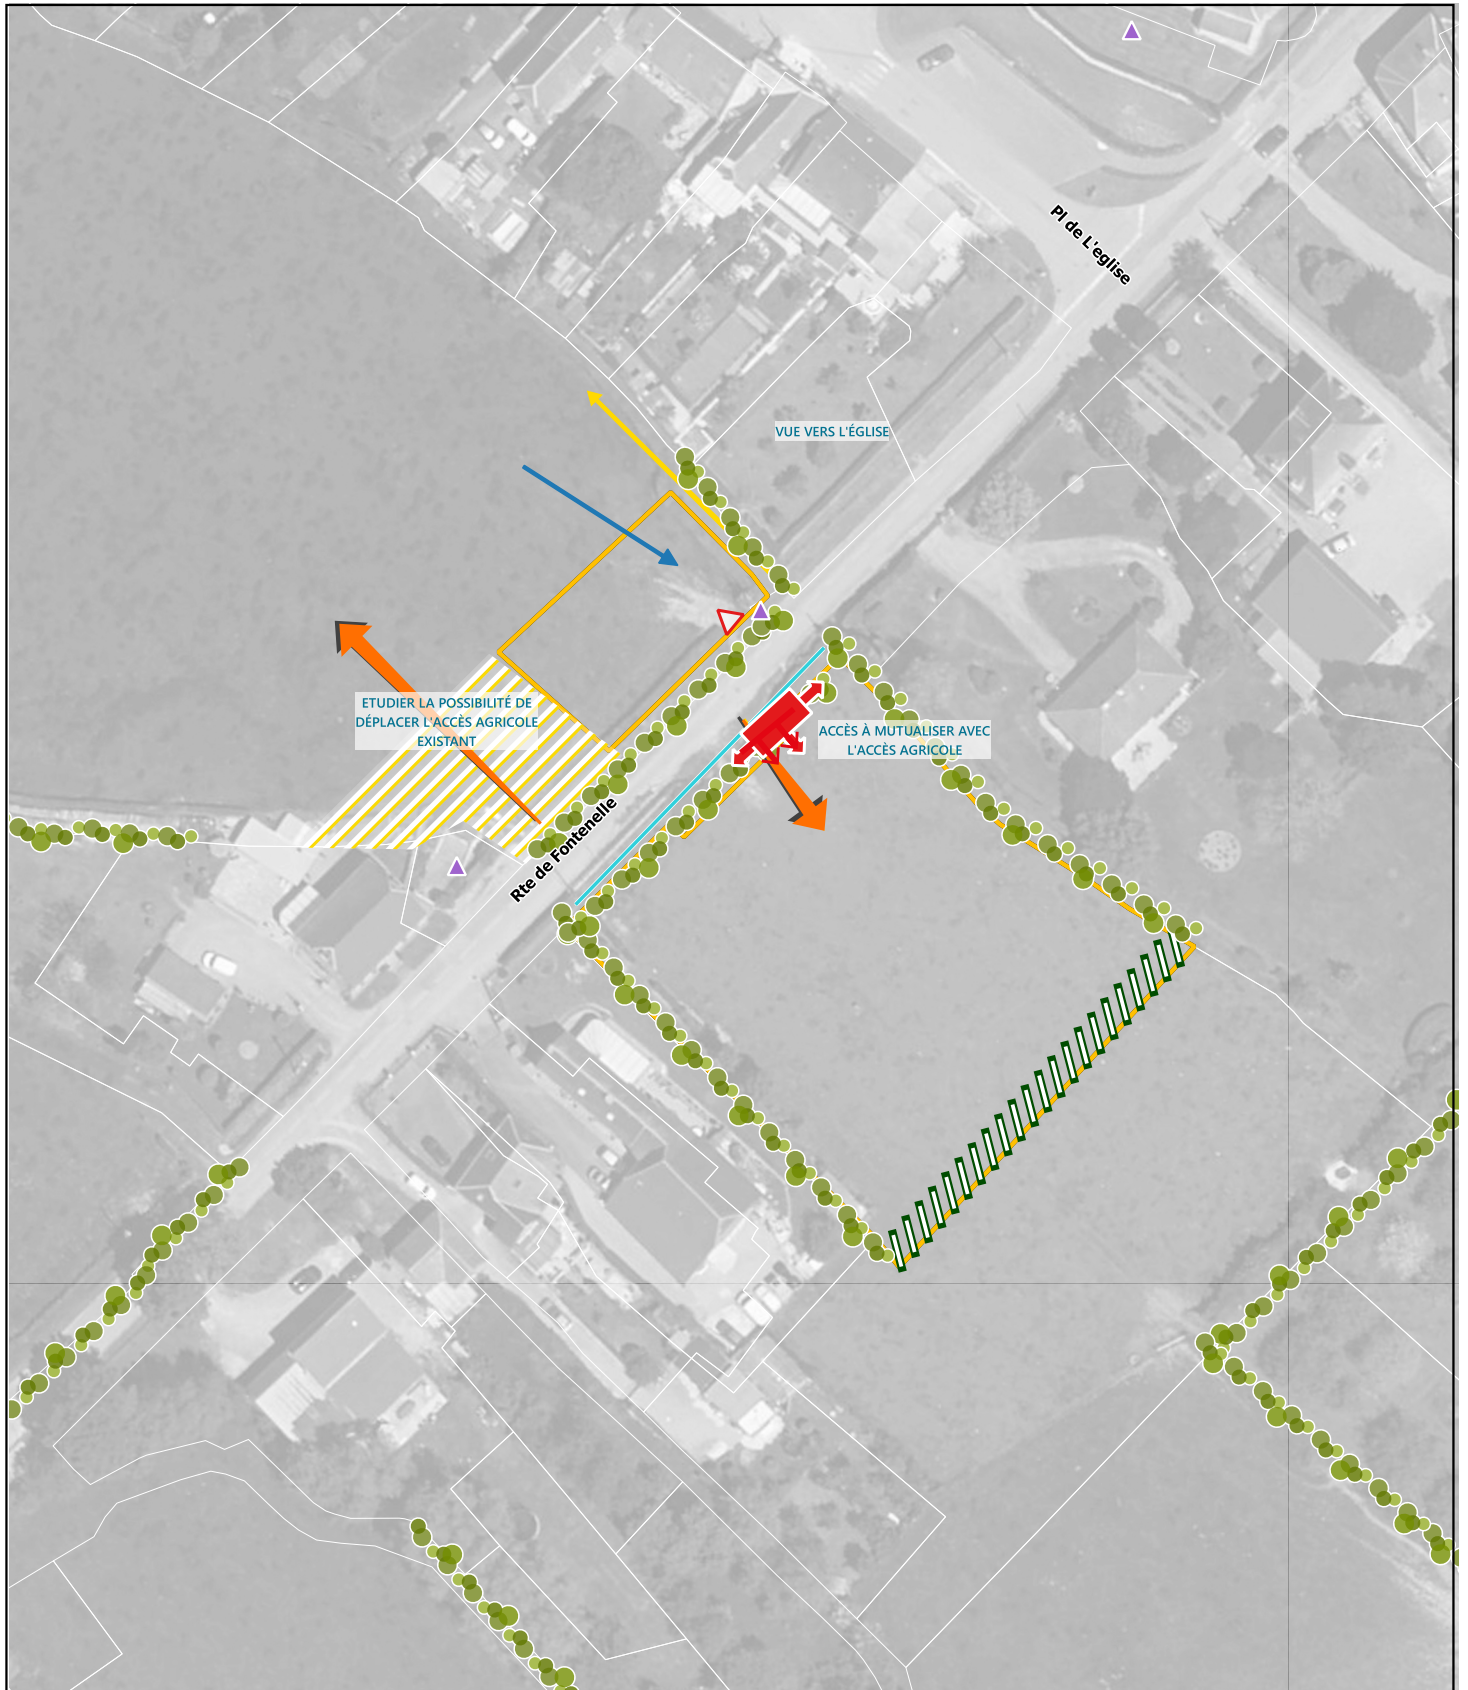 Pl de L'eglise
VUE VERS L'ÉGLISE
ETUDIER LA POSSIBILITÉ DE
DÉPLACER L'ACCÈS AGRICOLE
EXISTANT
ACCÈS À MUTUALISER AVEC
L'ACCÈS AGRICOLE
Rte de Fontenelle